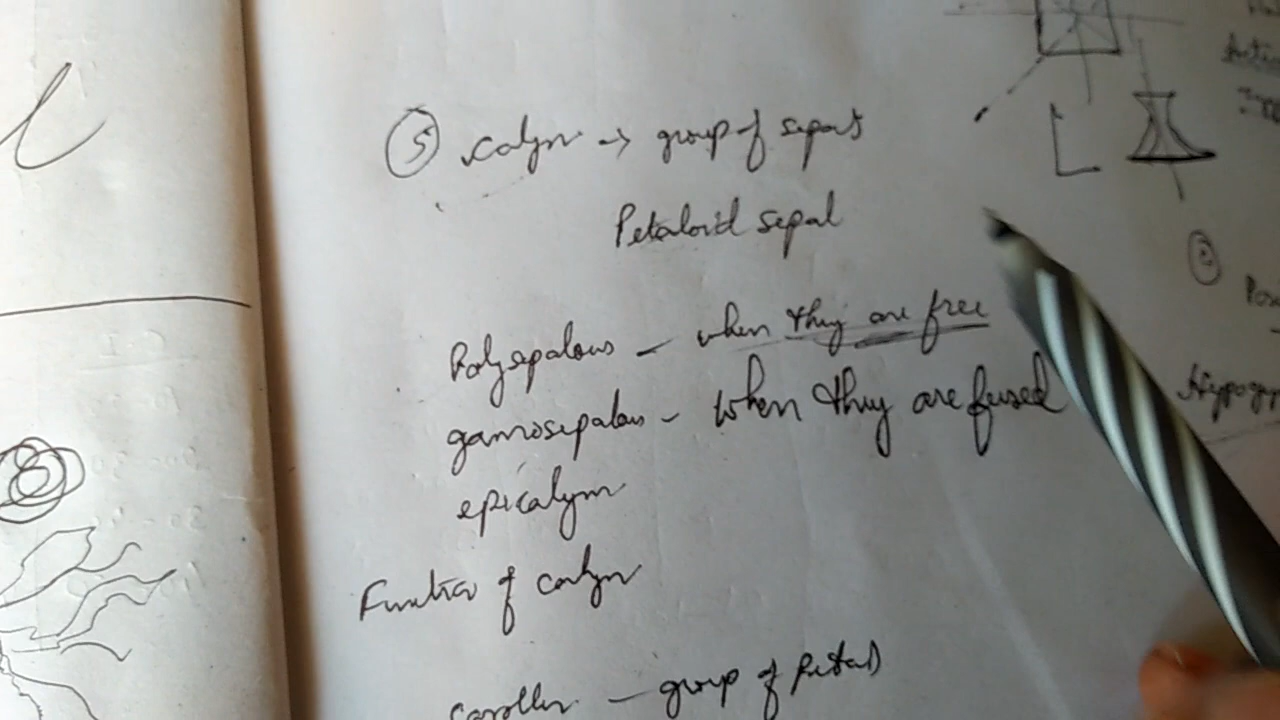 5 calyx → group of sepals
Petaloid sepal
Polysepalous - when they are free
gamosepalous - when they are fused
epicalyx
Function of calyx
Corolla - group of Petals
Hypogy